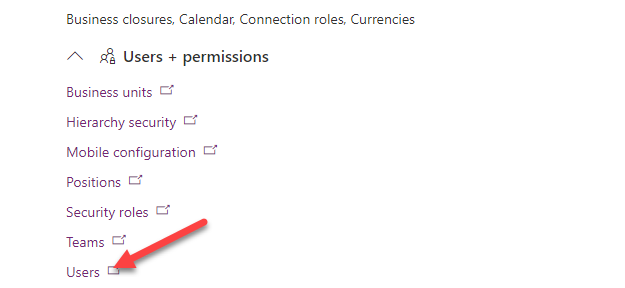 Business closures, Calendar, Connection roles, Currencies
Users + permissions
Business units
Hierarchy security
Mobile configuration
Positions
Security roles
Teams
Users